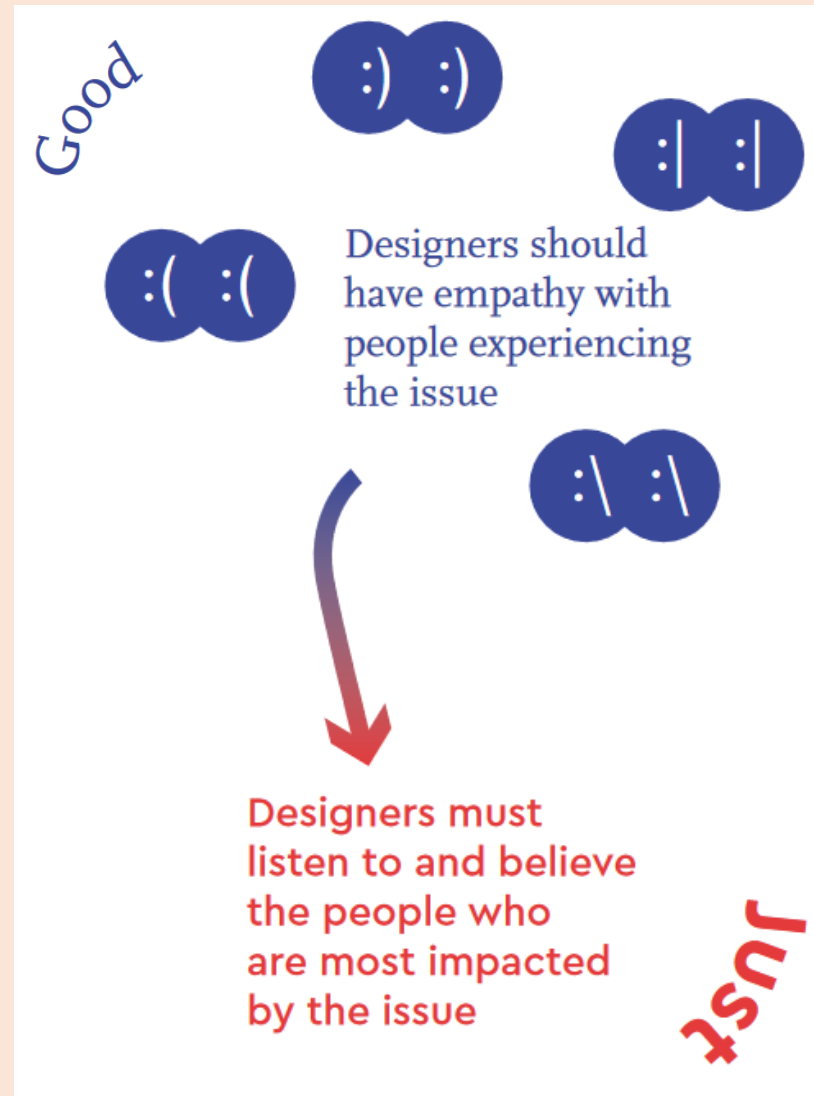 Good
:) :)
:| :|
:( :(
Designers should
have empathy with
people experiencing
the issue
:\ :\
Designers must
listen to and believe
the people who
are most impacted
by the issue
Just